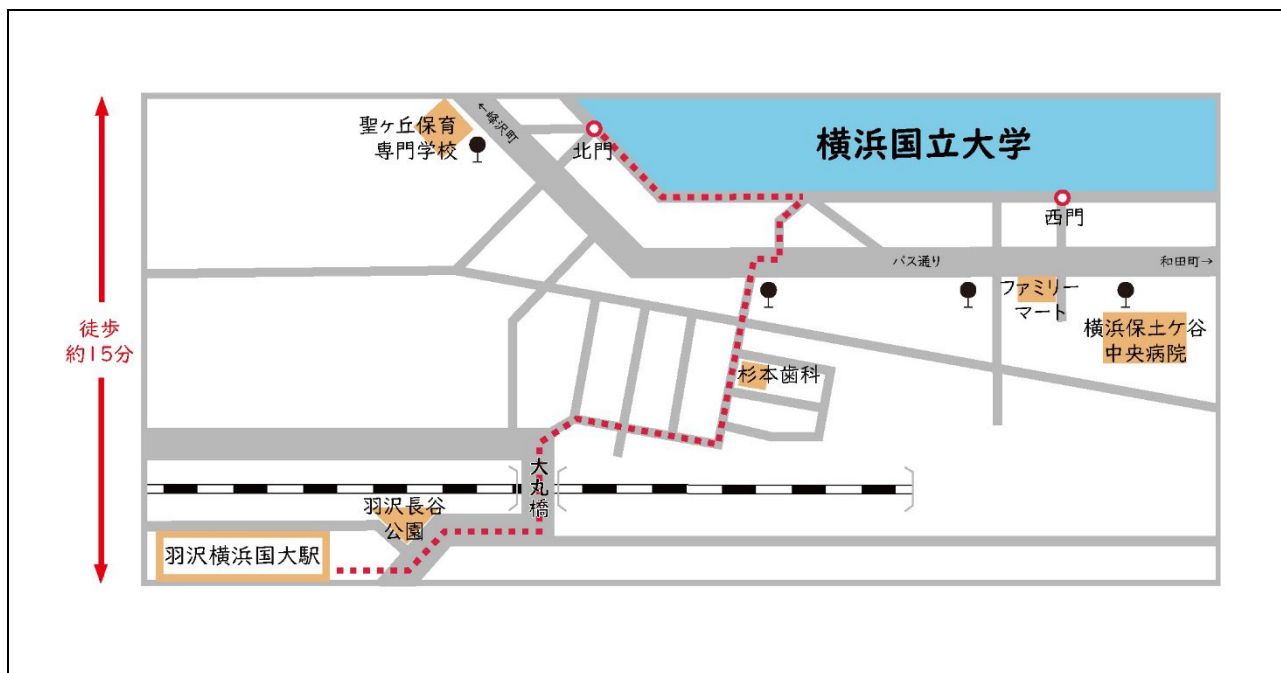 ←峰沢町
聖ヶ丘保育
専門学校
北門
横浜国立大学
西門
バス通り
和田町→
ファミリー
マート
横浜保土ケ谷
中央病院
徒歩
約15分
杉本歯科
大丸橋
羽沢長谷
公園
羽沢横浜国大駅